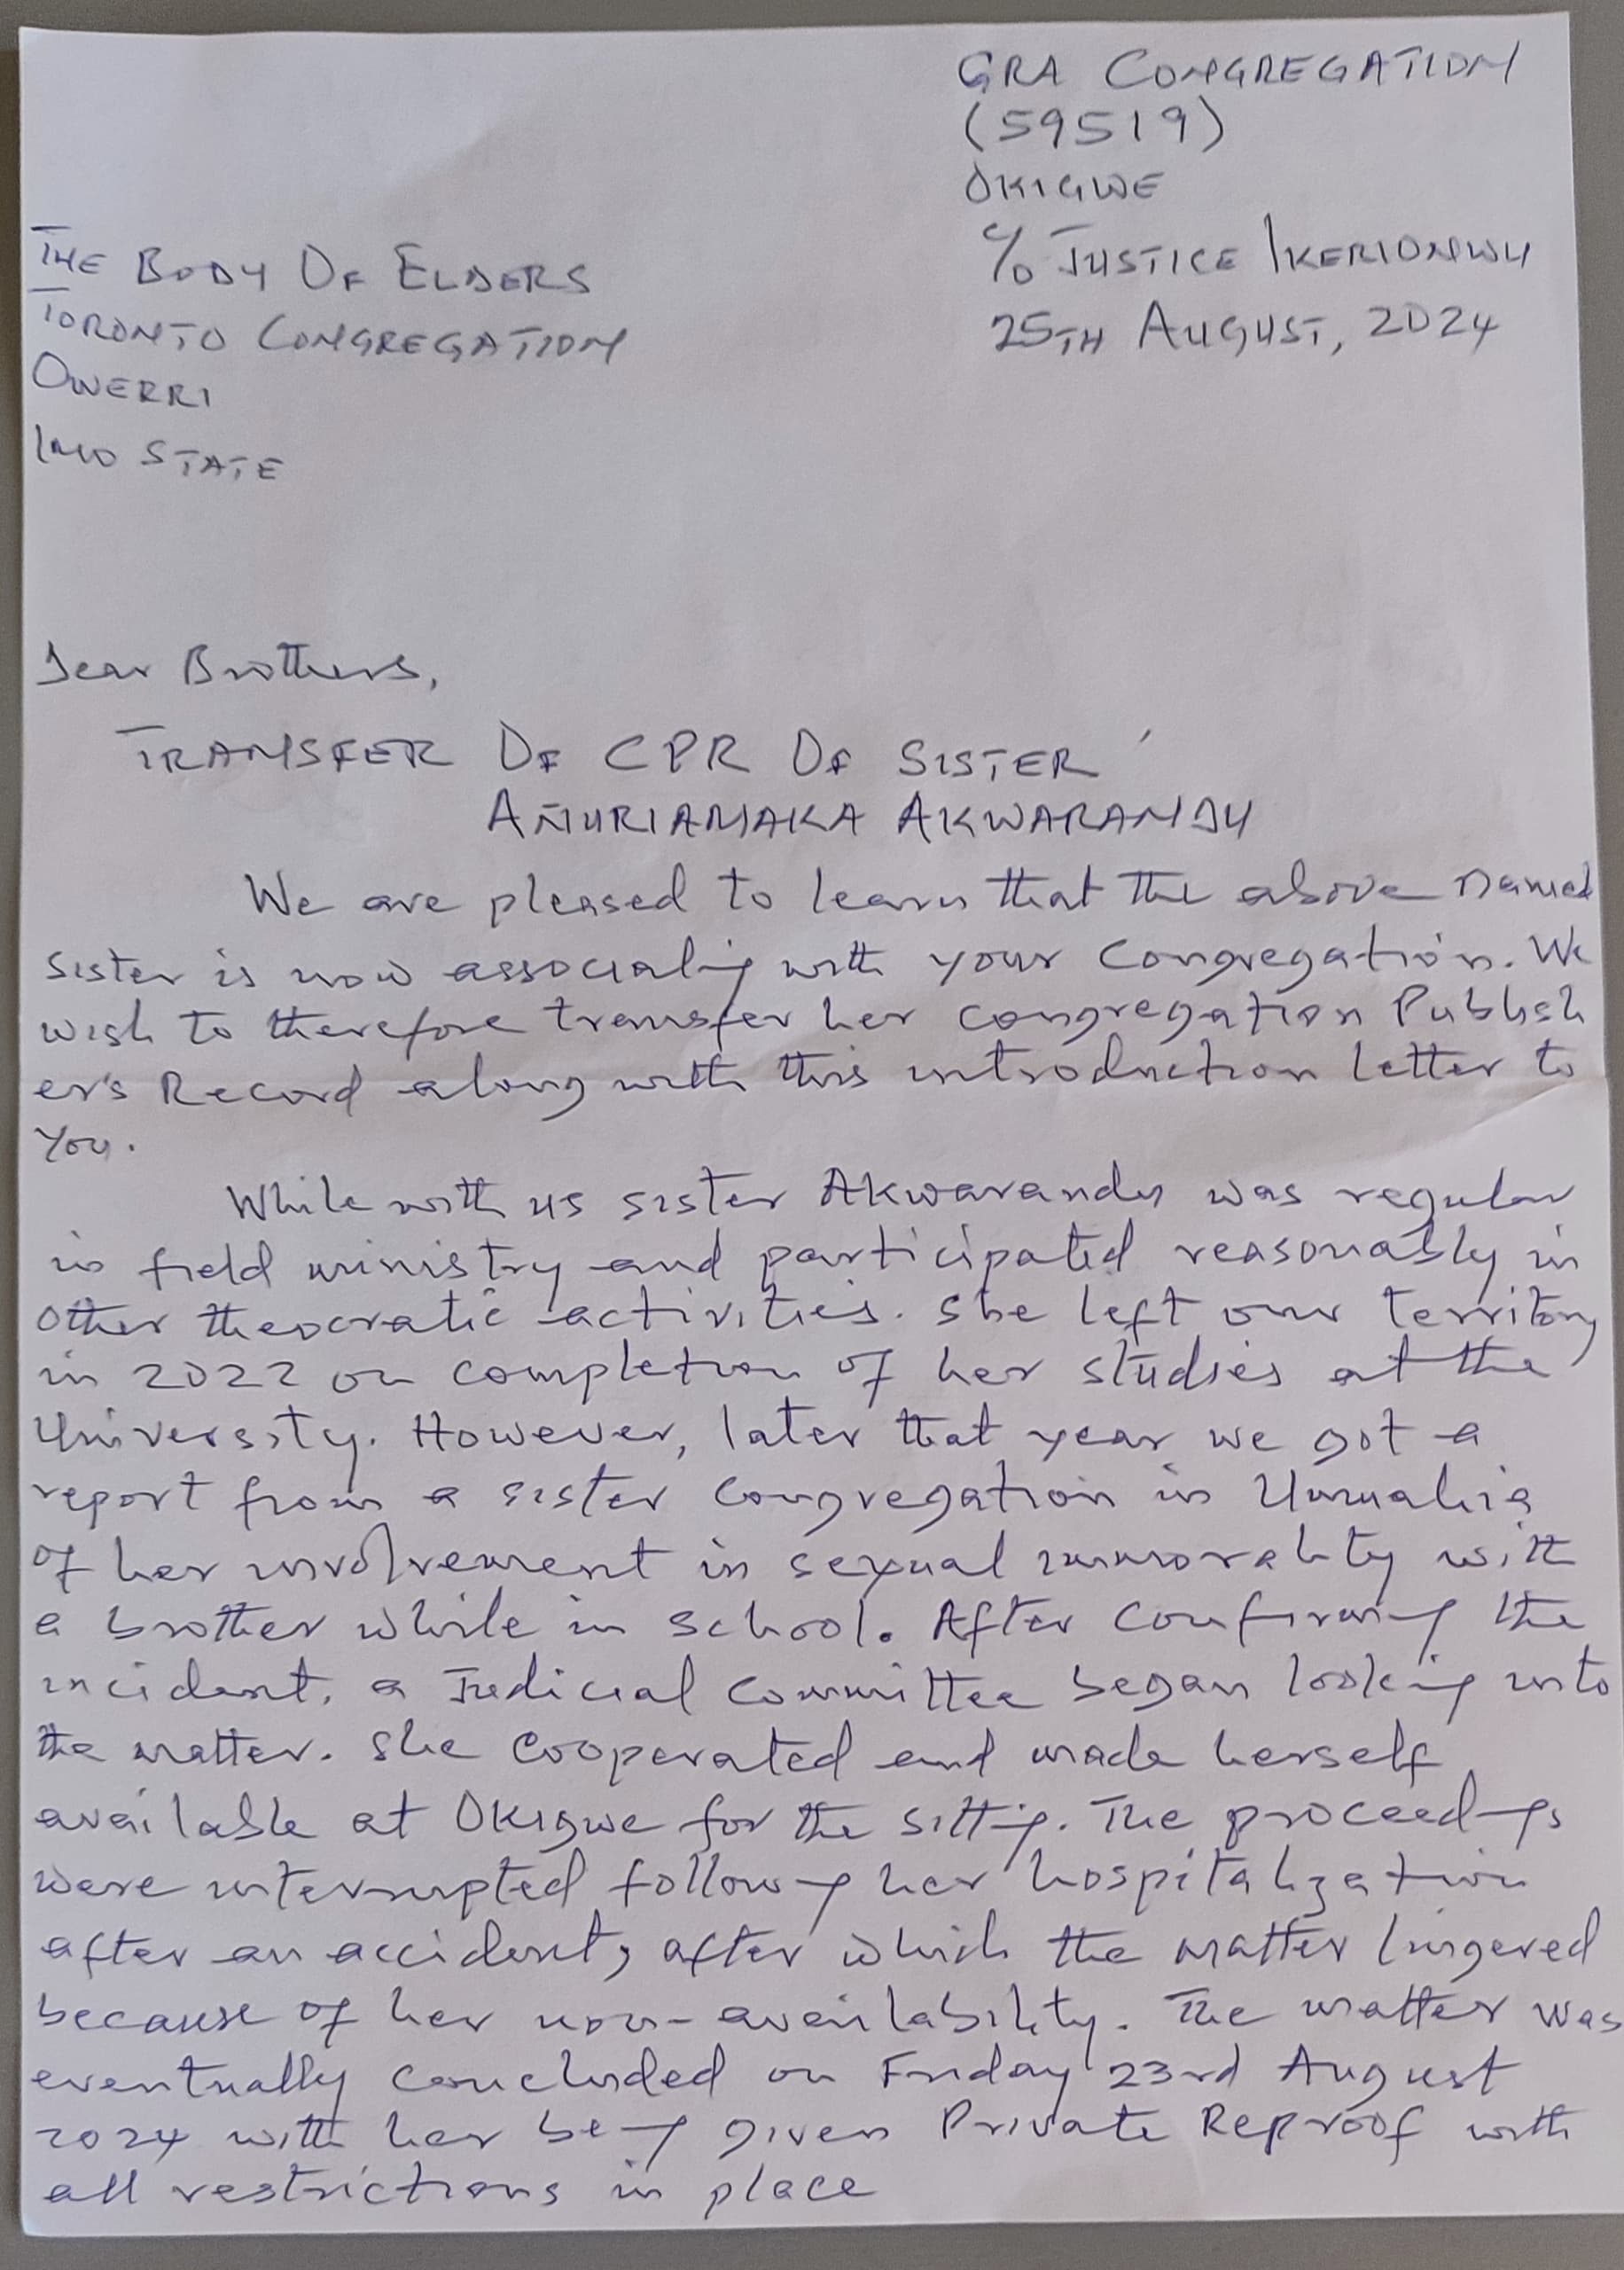 GRA CONGREGATION
(59519)
OKIGWE
c/o JUSTICE IKERIONWU
25TH AUGUST, 2024
THE BODY OF ELDERS
TORONTO CONGREGATION
OWERRI
IMO STATE
Dear Brothers,
TRANSFER OF CPR OF SISTER
ANURIAMAKA AKWARANDU
We are pleased to learn that the above named
sister is now associating with your Congregation. We
wish to therefore transfer her congregation Publish
er's Record along with this introduction letter to
You.
While with us sister Akwarandu was regular
in field ministry and participated reasonably in
other theocratic activities. She left our territory
in 2022 on completion of her studies at the
University. However, later that year we got a
report from a sister congregation in Umuahia
of her involvement in sexual immorality with
a brother while in school. After confirming the
incident, a Judicial committee began looking into
the matter. She cooperated and made herself
available at Okigwe for the sitting. The proceedings
were interrupted following her hospitalization
after an accident, after which the matter lingered
because of her non-availability. The matter was
eventually concluded on Friday 23rd August
2024 with her being given Private Reproof with
all restrictions in place